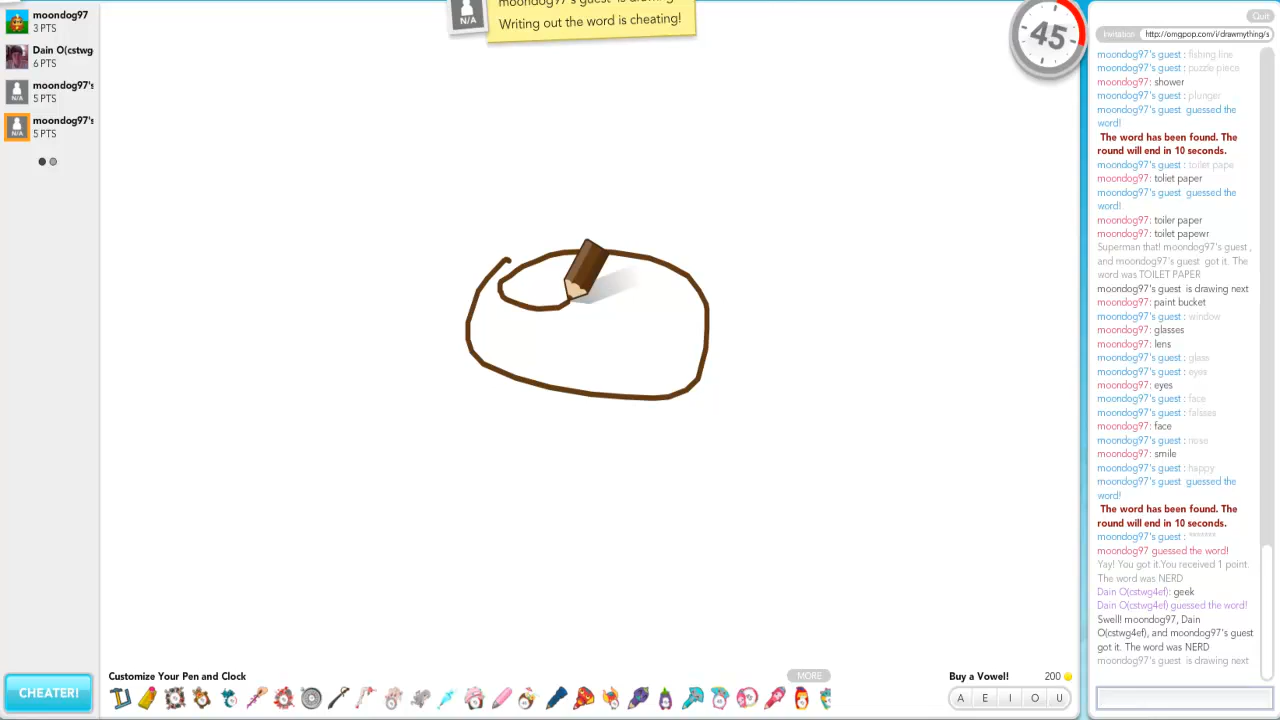 moondog97
3 PTS
Dain O(cstwg
6 PTS
moondog97's
5 PTS
moondog97's
5 PTS
CHEATER!
N/A
moondog97's guest is drawing
Writing out the word is cheating!
45
Customize Your Pen and Clock
MORE
Buy a Vowel!
200
A E I O U
Quit
Invitation http://omgpop.com/i/drawmything/s
moondog97's guest : fishing line
moondog97's guest : puzzle piece
moondog97: shower
moondog97's guest : plunger
moondog97's guest guessed the
word!
The word has been found. The
round will end in 10 seconds.
moondog97's guest : toilet pape
moondog97: toliet paper
moondog97's guest guessed the
word!
moondog97: toiler paper
moondog97: toilet papewr
Superman that! moondog97's guest ,
and moondog97's guest got it. The
word was TOILET PAPER
moondog97's guest is drawing next
moondog97: paint bucket
moondog97's guest : window
moondog97: glasses
moondog97: lens
moondog97's guest : glass
moondog97's guest : eyes
moondog97: eyes
moondog97's guest : face
moondog97's guest : falsses
moondog97: face
moondog97's guest : nose
moondog97: smile
moondog97's guest : happy
moondog97's guest guessed the
word!
The word has been found. The
round will end in 10 seconds.
moondog97's guest : *******
moondog97 guessed the word!
Yay! You got it.You received 1 point.
The word was NERD
Dain O(cstwg4ef): geek
Dain O(cstwg4ef) guessed the word!
Swell! moondog97, Dain
O(cstwg4ef), and moondog97's guest
got it. The word was NERD
moondog97's guest is drawing next